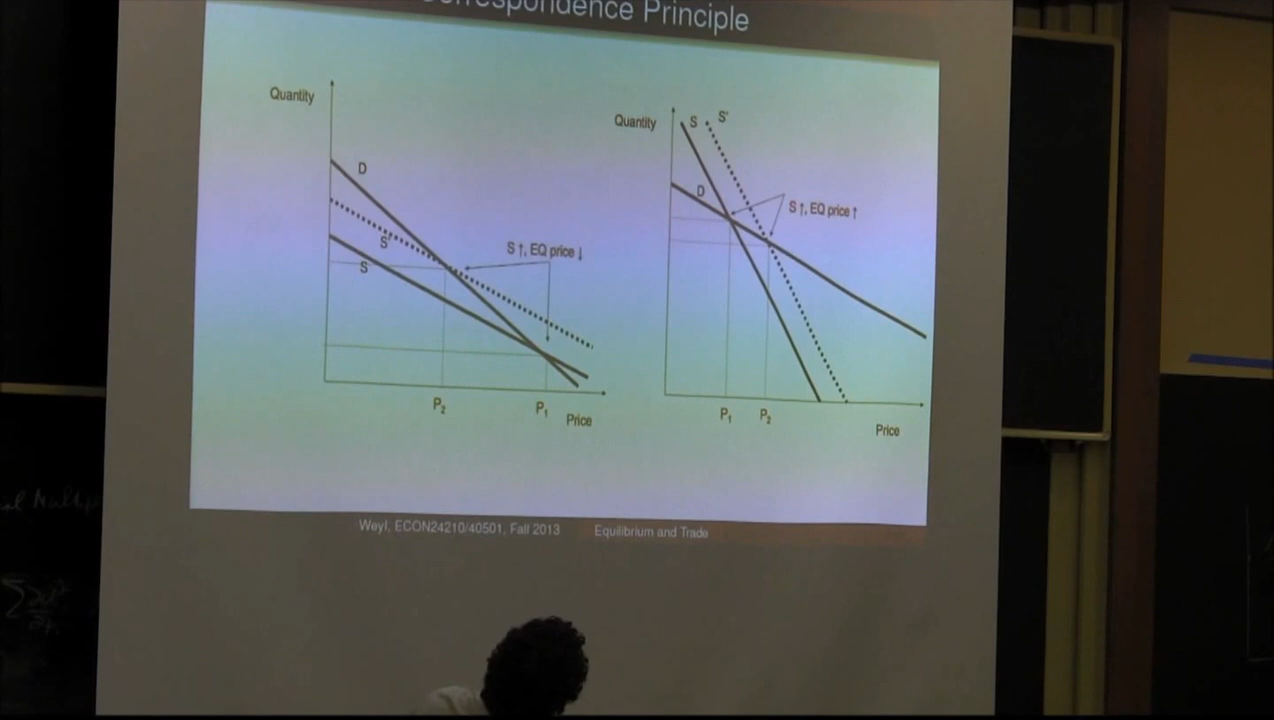 Correspondence Principle
Quantity
D
S'
S
S ↑, EQ price ↓
P2
P1
Price
Quantity
S
S'
D
S ↑, EQ price ↑
P1
P2
Price
Weyl, ECON24210/40501, Fall 2013
Equilibrium and Trade